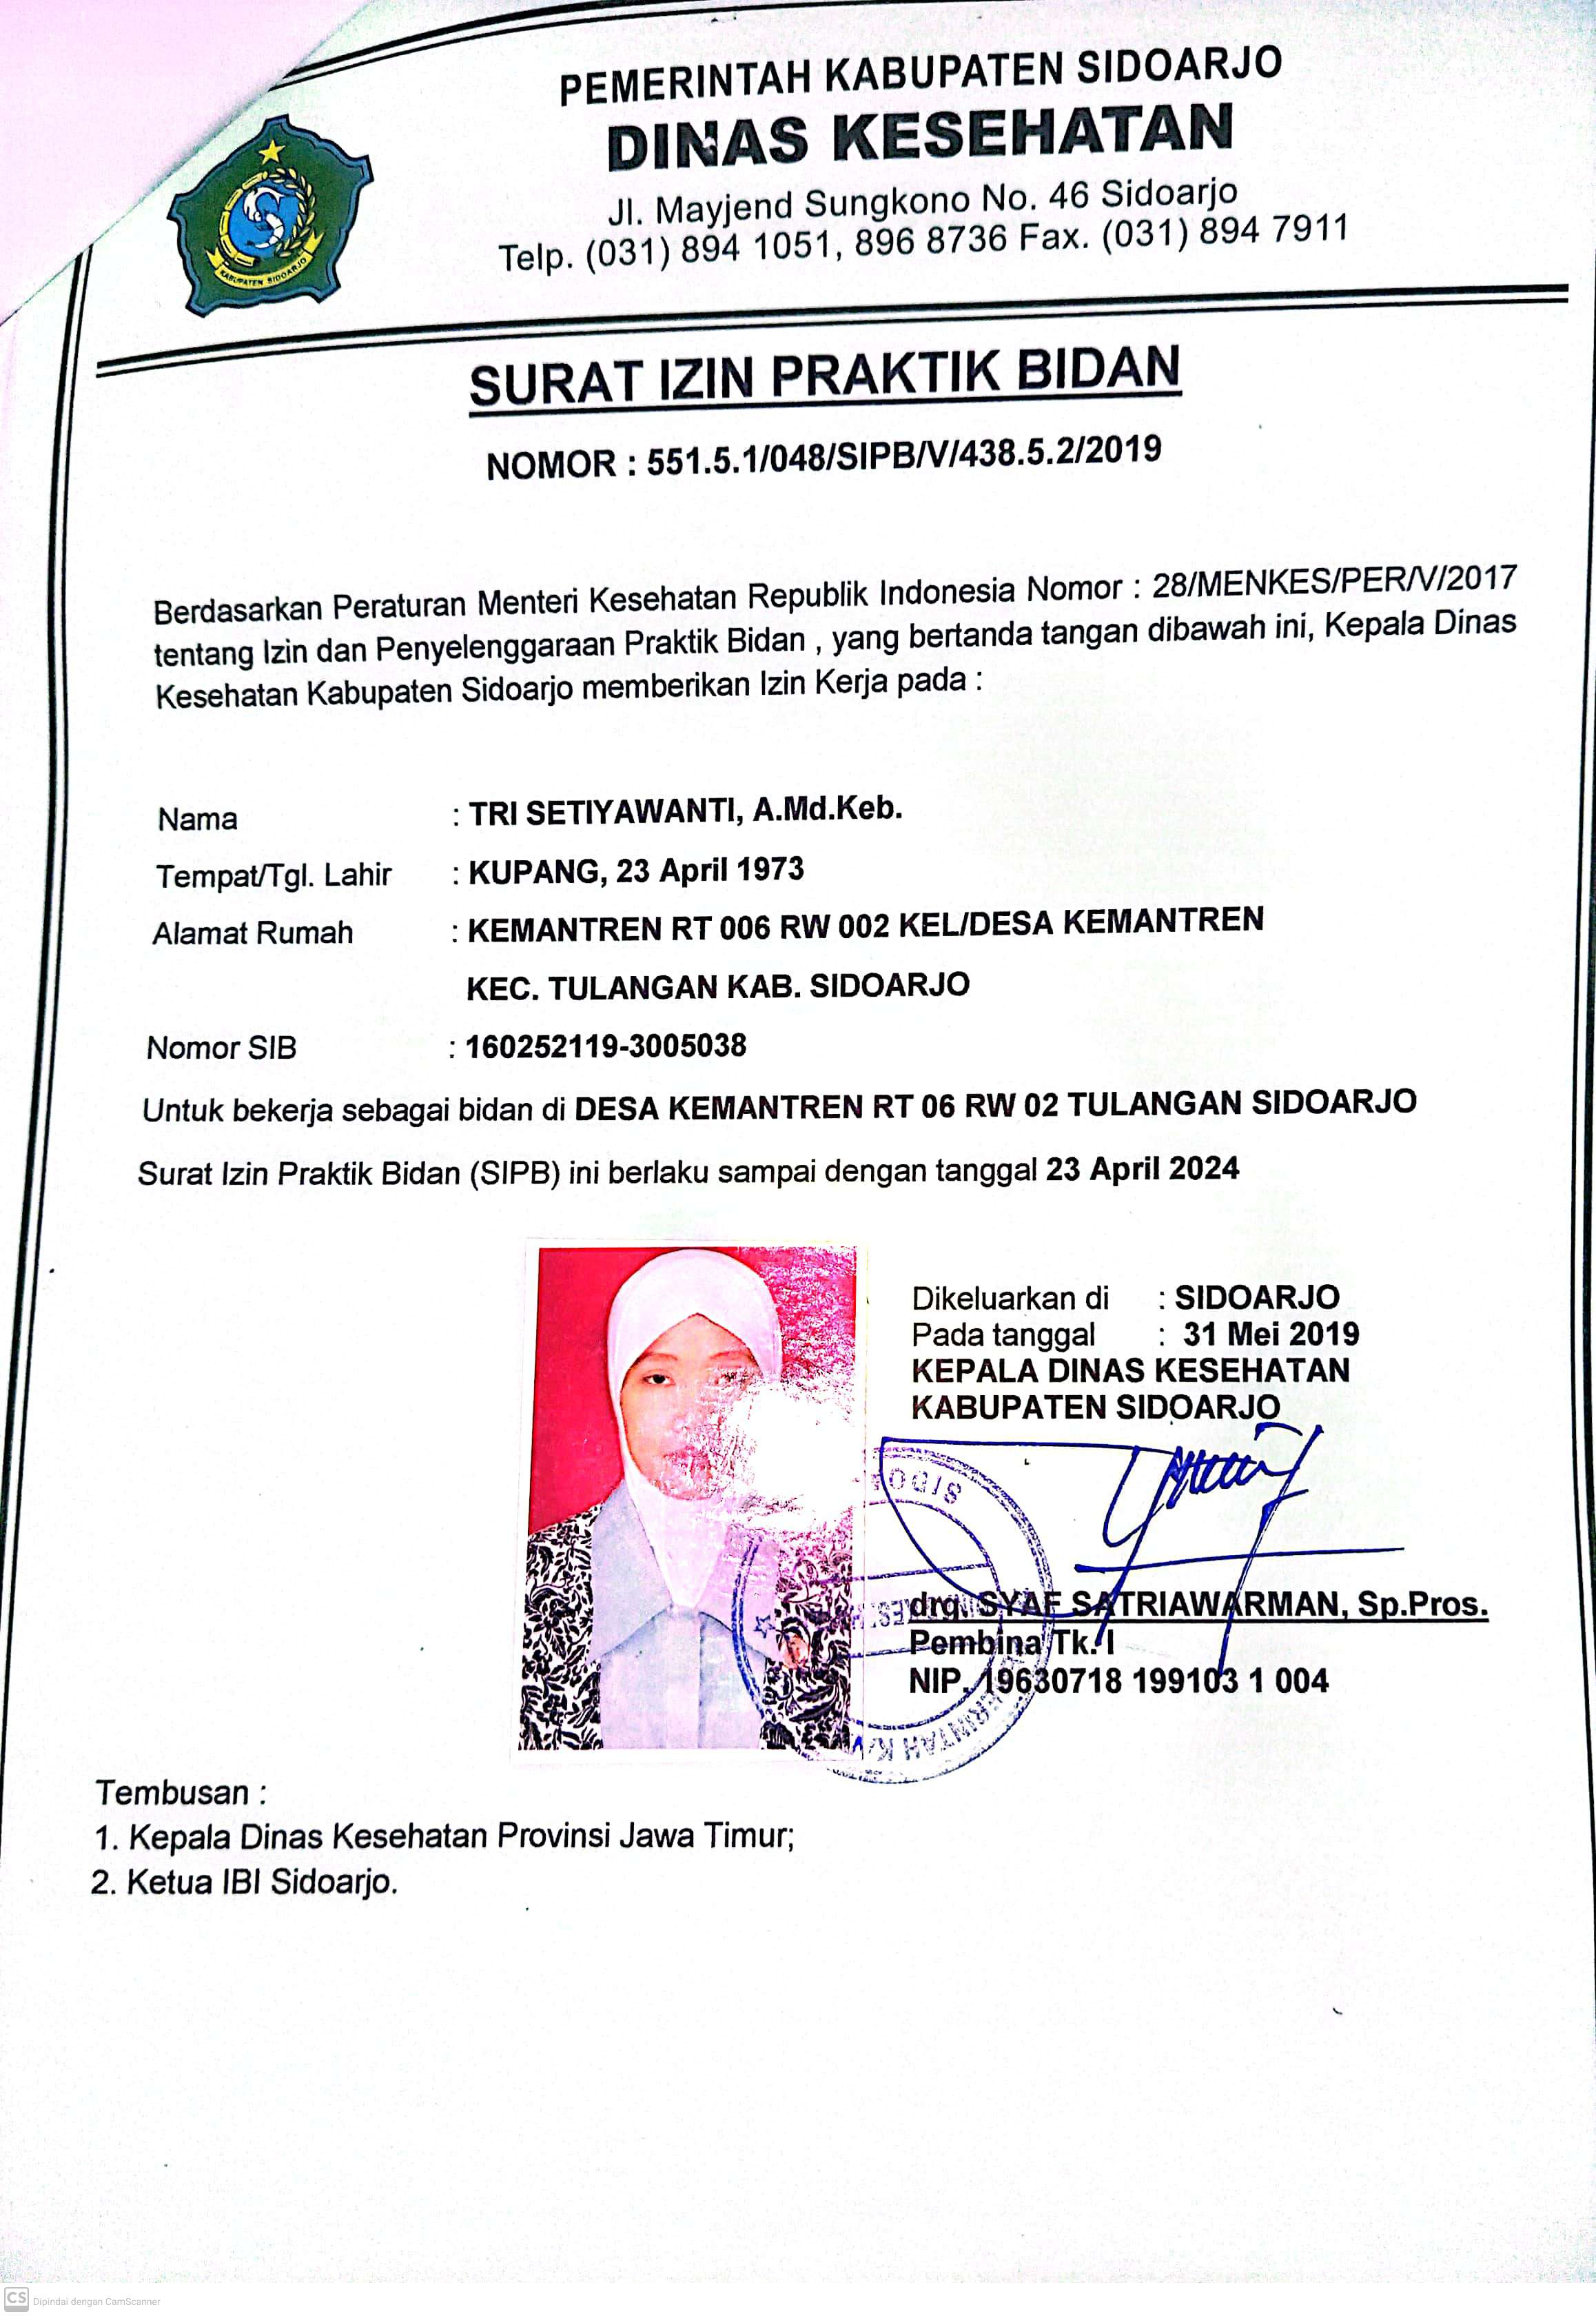 PEMERINTAH KABUPATEN SIDOARJO
DINAS KESEHATAN
Jl. Mayjend Sungkono No. 46 Sidoarjo
Telp. (031) 894 1051, 896 8736 Fax. (031) 894 7911
KABUPATEN SIDOARJO
SURAT IZIN PRAKTIK BIDAN
NOMOR : 551.5.1/048/SIPB/V/438.5.2/2019
Berdasarkan Peraturan Menteri Kesehatan Republik Indonesia Nomor : 28/MENKES/PER/V/2017
tentang Izin dan Penyelenggaraan Praktik Bidan , yang bertanda tangan dibawah ini, Kepala Dinas
Kesehatan Kabupaten Sidoarjo memberikan Izin Kerja pada :
Nama : TRI SETIYAWANTI, A.Md.Keb.
Tempat/Tgl. Lahir : KUPANG, 23 April 1973
Alamat Rumah : KEMANTREN RT 006 RW 002 KEL/DESA KEMANTREN
KEC. TULANGAN KAB. SIDOARJO
Nomor SIB : 160252119-3005038
Untuk bekerja sebagai bidan di DESA KEMANTREN RT 06 RW 02 TULANGAN SIDOARJO
Surat Izin Praktik Bidan (SIPB) ini berlaku sampai dengan tanggal 23 April 2024
Dikeluarkan di : SIDOARJO
Pada tanggal : 31 Mei 2019
KEPALA DINAS KESEHATAN
KABUPATEN SIDOARJO
drg. SYAF SATRIAWARMAN, Sp.Pros.
Pembina Tk. I
NIP. 19630718 199103 1 004
Tembusan :
1. Kepala Dinas Kesehatan Provinsi Jawa Timur;
2. Ketua IBI Sidoarjo.
CS Dipindai dengan CamScanner